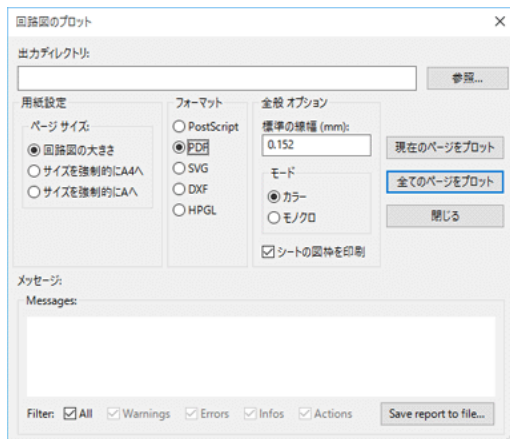 回路図のプロット
出力ディレクトリ:
参照...
用紙設定
ページ サイズ:
回路図の大きさ
サイズを強制的にA4へ
サイズを強制的にAへ
フォーマット
PostScript
PDF
SVG
DXF
HPGL
全般 オプション
標準の線幅 (mm):
0.152
モード
カラー
モノクロ
シートの図枠を印刷
現在のページをプロット
全てのページをプロット
閉じる
メッセージ:
Messages:
Filter: All Warnings Errors Infos Actions Save report to file...